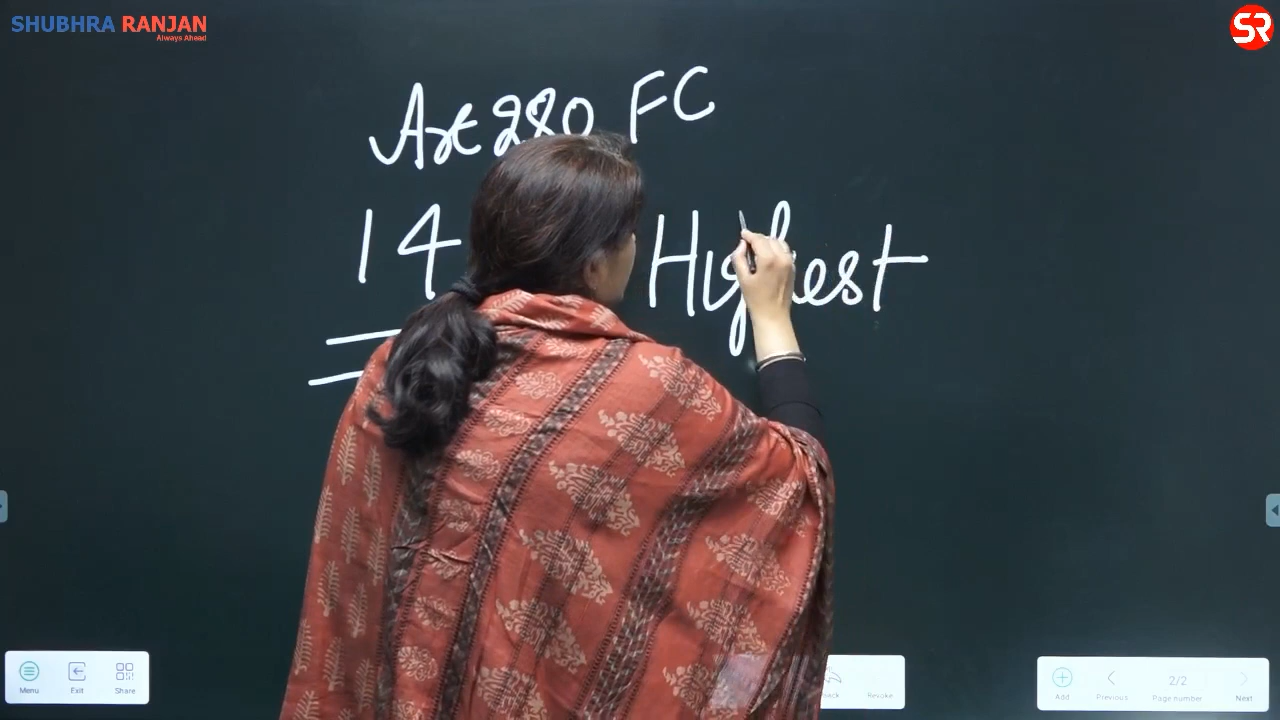 SHUBHRA RANJAN
Always Ahead
SR
Art 280 FC
14 Highest
Menu
Exit
Share
Revoke
Add
Previous
2/2
Page number
Next